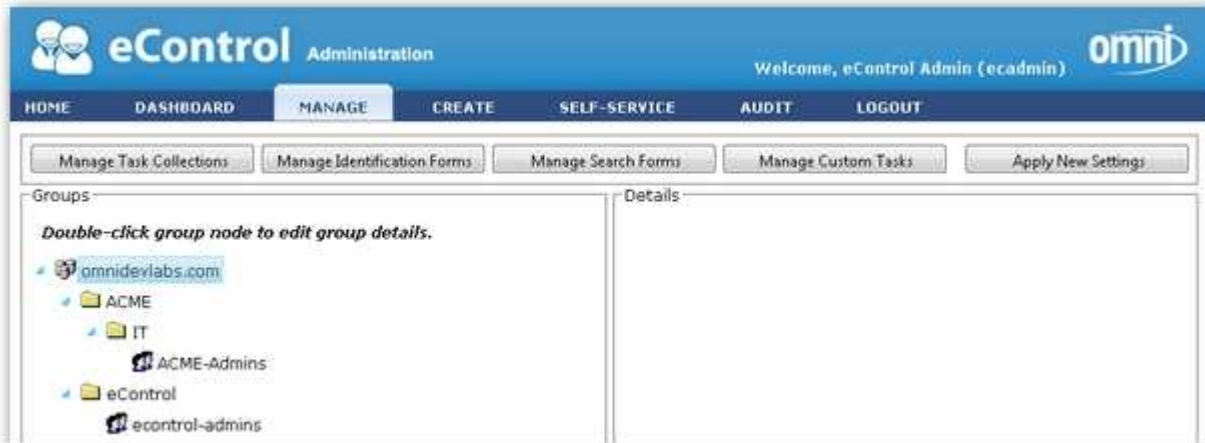 eControl Administration
omni
Welcome, eControl Admin (ecadmin)
HOME DASHBOARD MANAGE CREATE SELF-SERVICE AUDIT LOGOUT
Manage Task Collections Manage Identification Forms Manage Search Forms Manage Custom Tasks Apply New Settings
Groups
Details
Double-click group node to edit group details.
omnidevlabs.com
ACME
IT
ACME-Admins
eControl
econtrol-admins